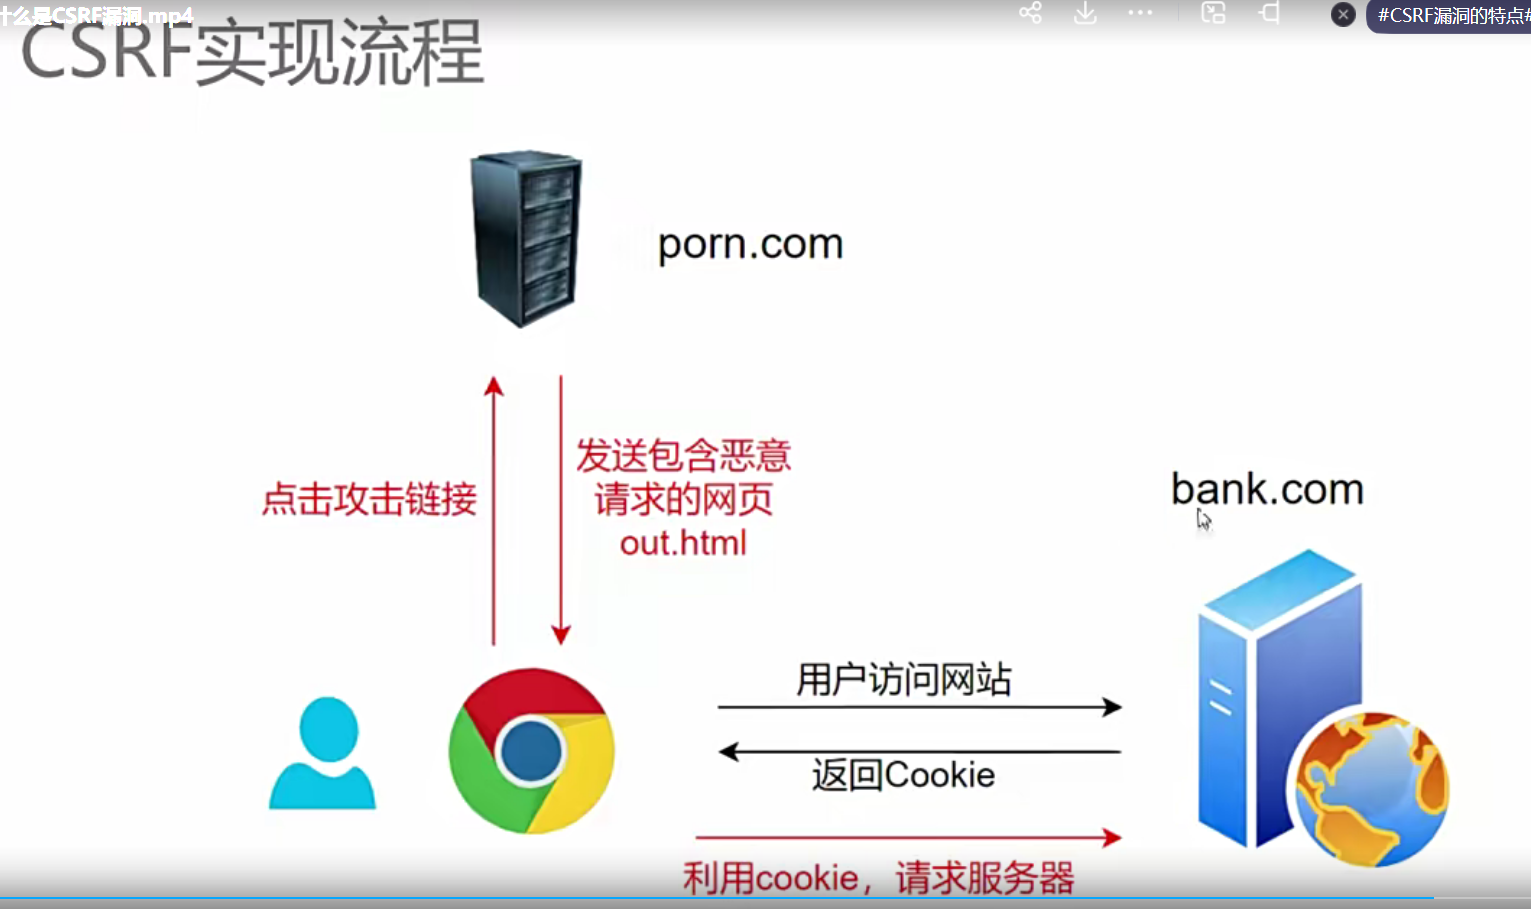 什么是CSRF漏洞.mp4
#CSRF漏洞的特点#
CSRF实现流程
porn.com
点击攻击链接
发送包含恶意
请求的网页
out.html
bank.com
用户访问网站
返回Cookie
利用cookie，请求服务器